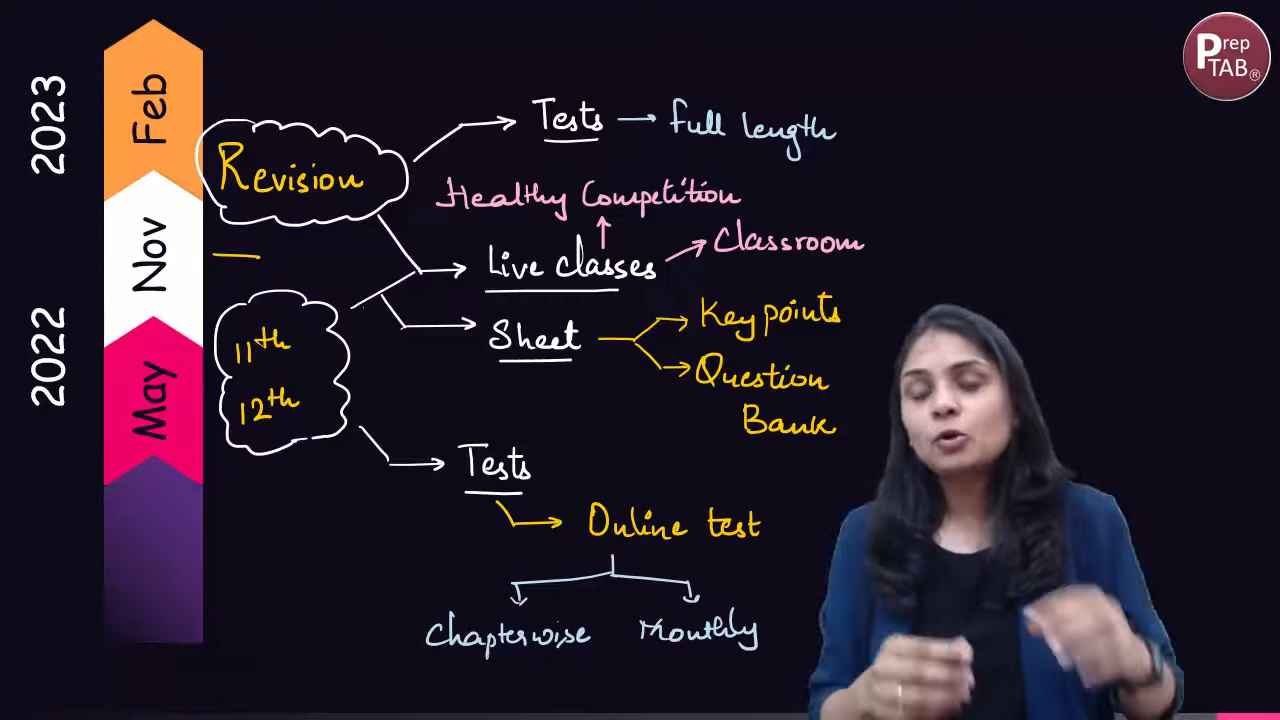 Prep
TAB®
2023
Feb
Nov
2022
May
Revision
Tests
Full length
Healthy Competition
Live classes
Classroom
Sheet
Key points
Question
Bank
11th
12th
Tests
Online test
Chapterwise
Monthly